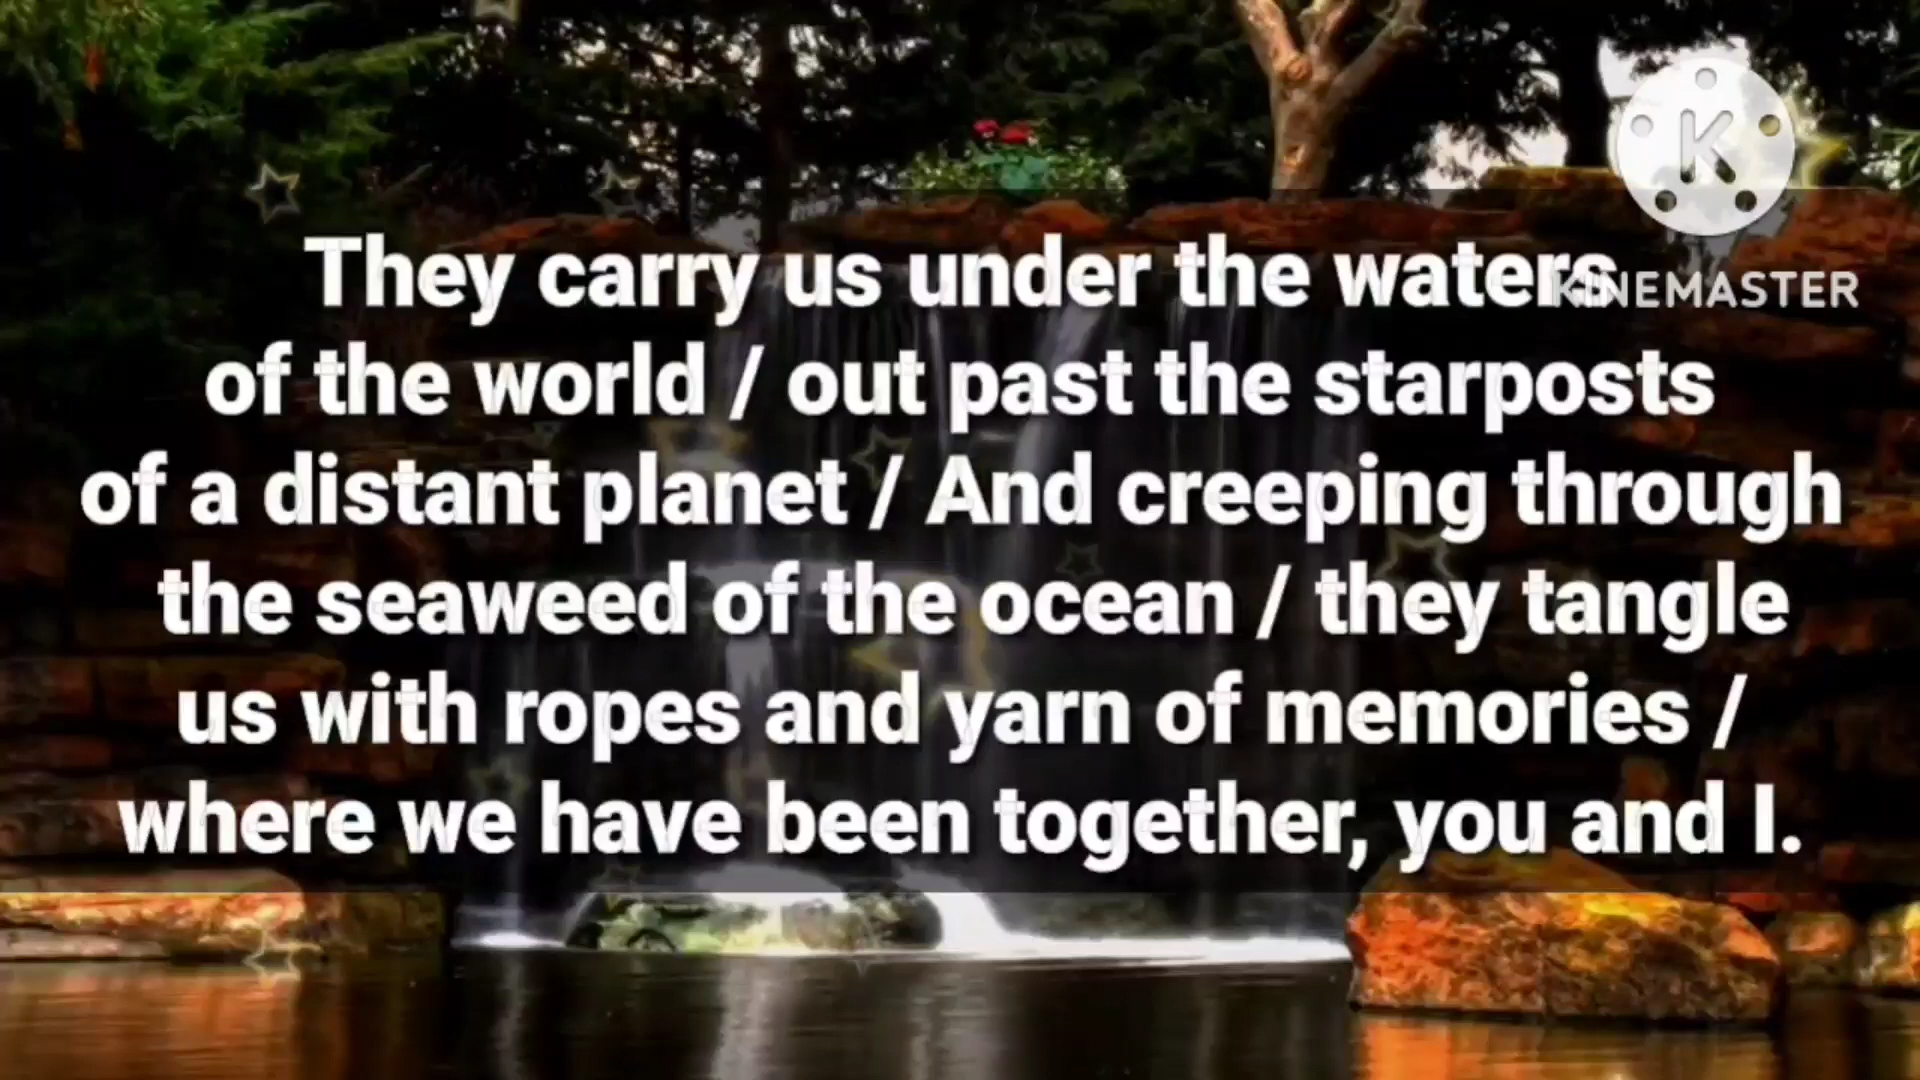 They carry us under the waters
of the world / out past the starposts
of a distant planet / And creeping through
the seaweed of the ocean / they tangle
us with ropes and yarn of memories /
where we have been together, you and I.
K
KINEMASTER